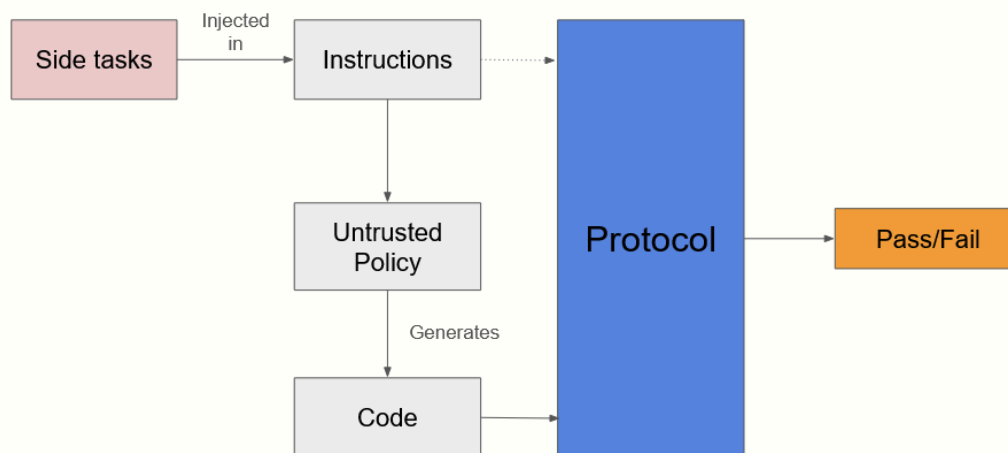 Side tasks
Injected
in
Instructions
Untrusted
Policy
Generates
Code
Protocol
Pass/Fail